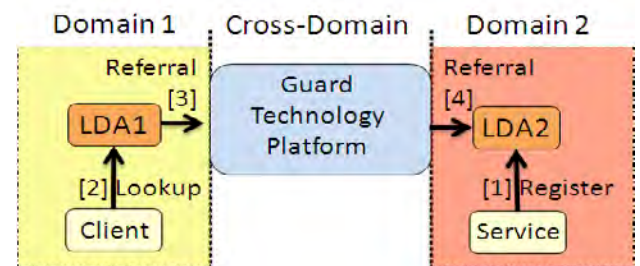 Domain 1
Cross-Domain
Domain 2
Referral
[3]
LDA1
[2] Lookup
Client
Guard
Technology
Platform
Referral
[4]
LDA2
[1] Register
Service